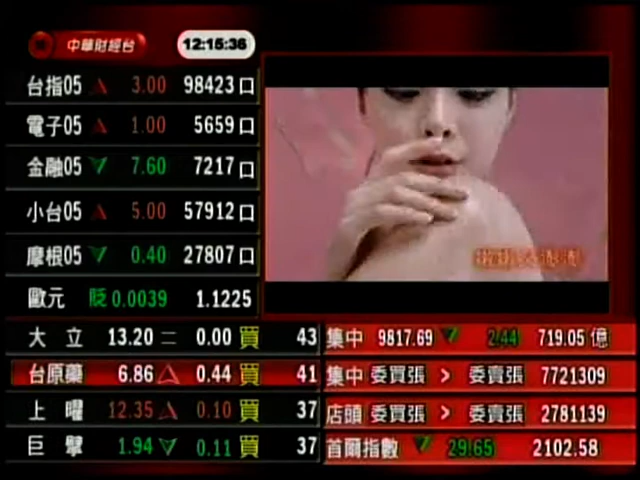 中華財經台 12:15:36
台指05 △ 3.00 98423口
電子05 △ 1.00 5659口
金融05 ▽ 7.60 7217口
小台05 △ 5.00 57912口
摩根05 ▽ 0.40 27807口
歐元 貶0.0039 1.1225
大立 13.20 = 0.00 買 43
台原藥 6.86 △ 0.44 買 41
上曜 12.35 △ 0.10 買 37
巨擘 1.94 ▽ 0.11 買 37
集中 9817.69 ▽ 2.44 719.05 億
集中 委買張 > 委賣張 7721309
店頭 委買張 > 委賣張 2781139
首爾指數 ▽ 29.65 2102.58